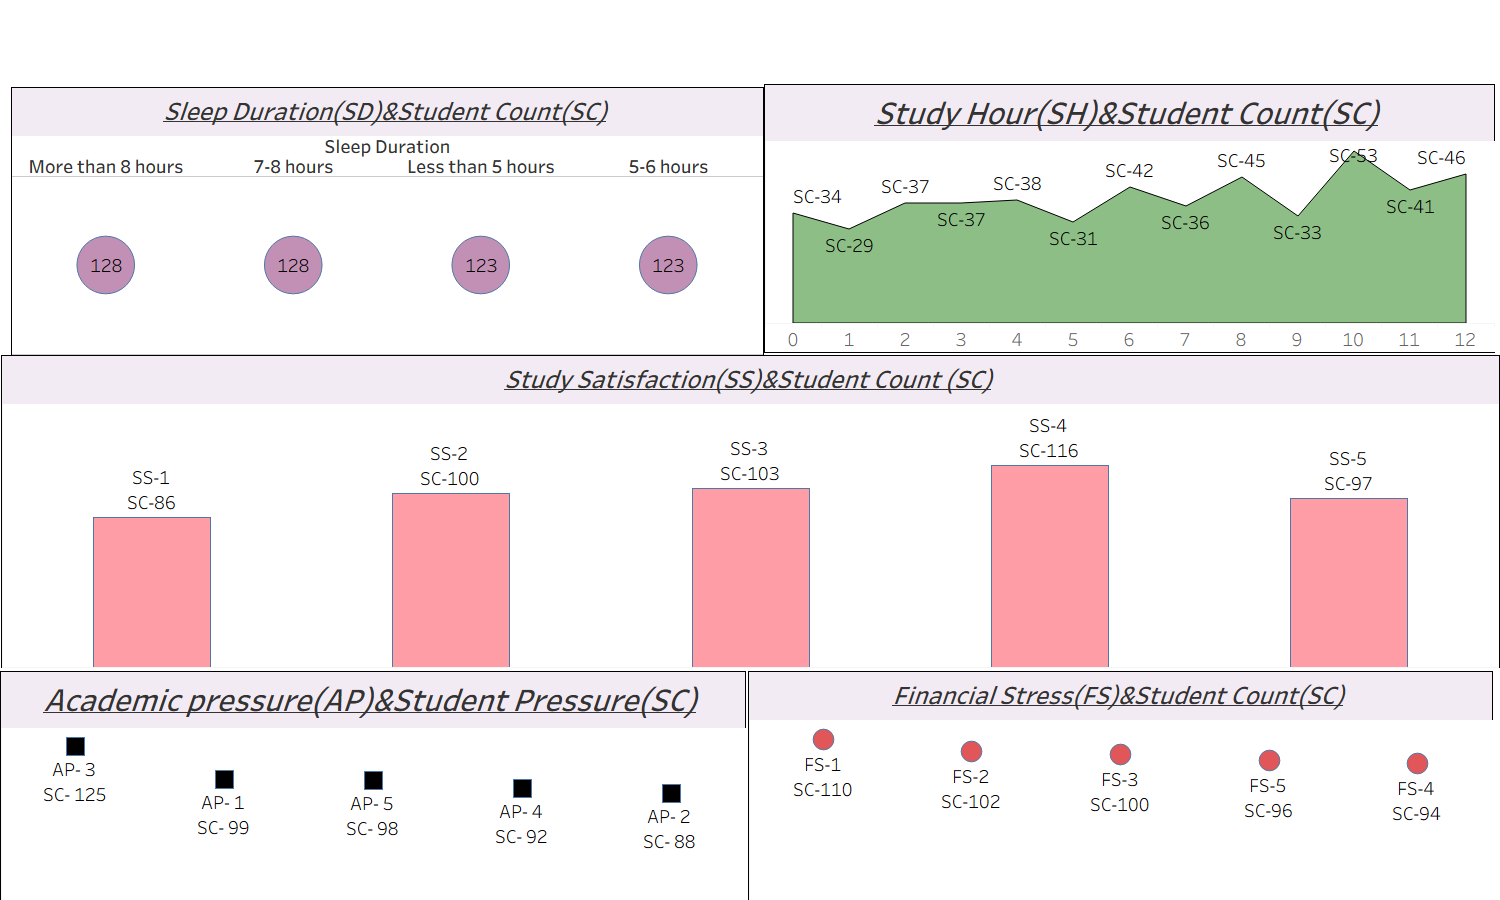 Sleep Duration(SD)&Student Count(SC)
Sleep Duration
More than 8 hours 7-8 hours Less than 5 hours 5-6 hours
128 128 123 123
Study Hour(SH)&Student Count(SC)
SC-34 SC-29 SC-37 SC-37 SC-38 SC-31 SC-42 SC-36 SC-45 SC-33 SC-53 SC-41 SC-46
0 1 2 3 4 5 6 7 8 9 10 11 12
Study Satisfaction(SS)&Student Count (SC)
SS-1
SC-86
SS-2
SC-100
SS-3
SC-103
SS-4
SC-116
SS-5
SC-97
Academic pressure(AP)&Student Pressure(SC)
AP- 3
SC- 125
AP- 1
SC- 99
AP- 5
SC- 98
AP- 4
SC- 92
AP- 2
SC- 88
Financial Stress(FS)&Student Count(SC)
FS-1
SC-110
FS-2
SC-102
FS-3
SC-100
FS-5
SC-96
FS-4
SC-94